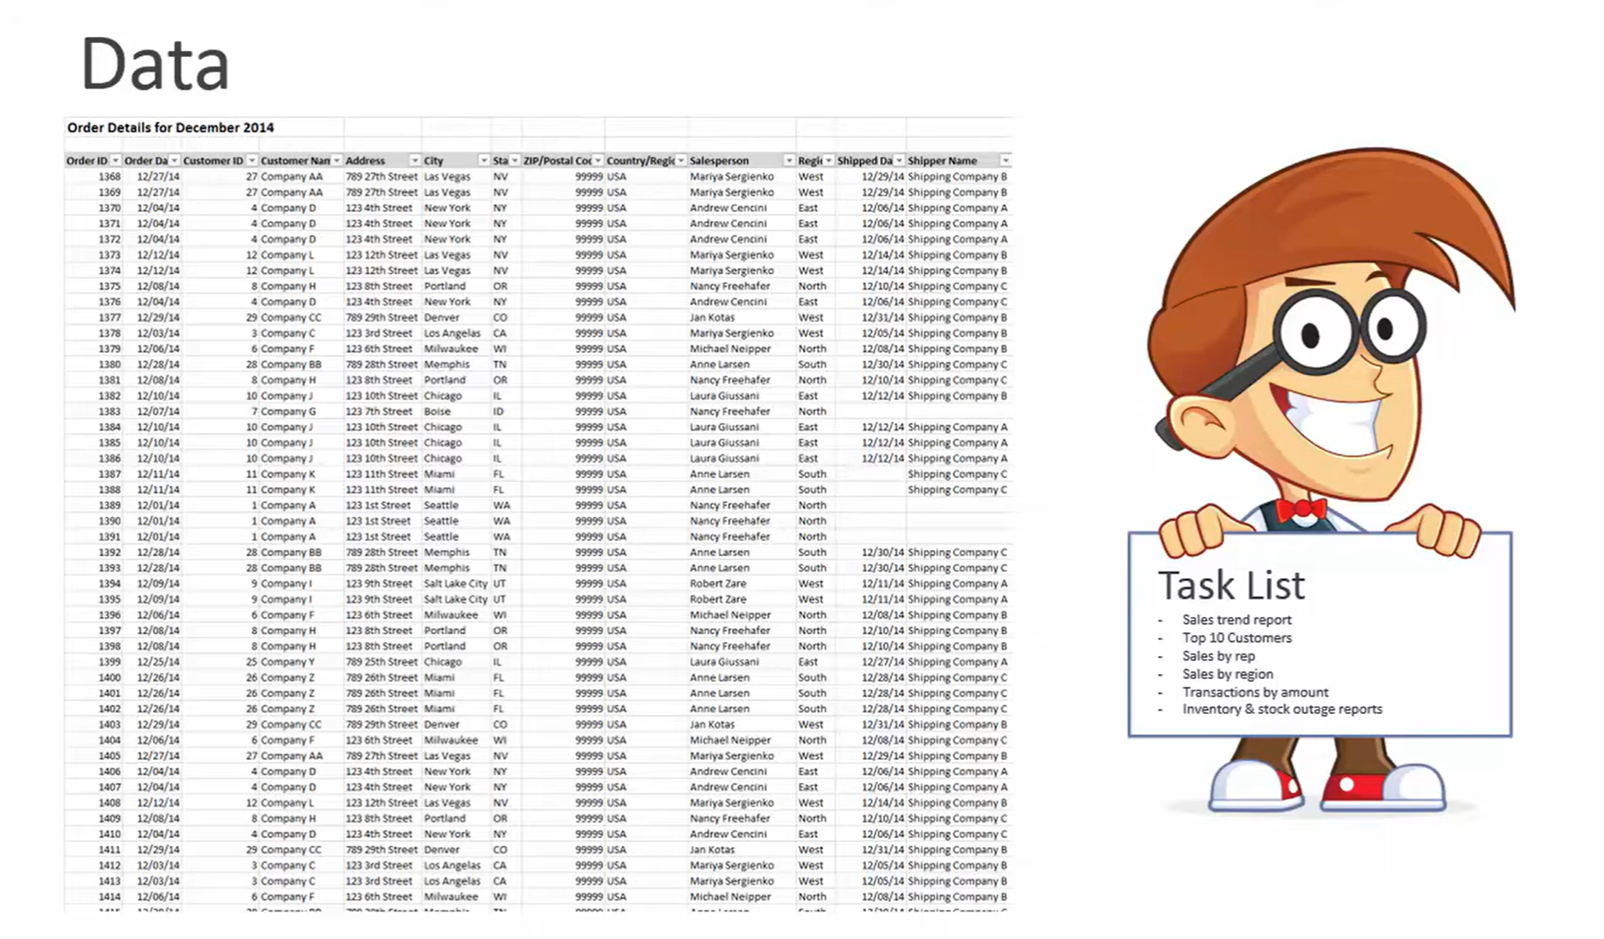 Data
Order Details for December 2014
Order ID Order Da Customer ID Customer Nan Address City Sta ZIP/Postal Coc Country/Regic Salesperson Regi Shipped Da Shipper Name
1368 12/27/14 27 Company AA 789 27th Street Las Vegas NV 99999 USA Mariya Sergienko West 12/29/14 Shipping Company B
1369 12/27/14 27 Company AA 789 27th Street Las Vegas NV 99999 USA Mariya Sergienko West 12/29/14 Shipping Company B
1370 12/04/14 4 Company D 123 4th Street New York NY 99999 USA Andrew Cencini East 12/06/14 Shipping Company A
1371 12/04/14 4 Company D 123 4th Street New York NY 99999 USA Andrew Cencini East 12/06/14 Shipping Company A
1372 12/04/14 4 Company D 123 4th Street New York NY 99999 USA Andrew Cencini East 12/06/14 Shipping Company A
1373 12/12/14 12 Company L 123 12th Street Las Vegas NV 99999 USA Mariya Sergienko West 12/14/14 Shipping Company B
1374 12/12/14 12 Company L 123 12th Street Las Vegas NV 99999 USA Mariya Sergienko West 12/14/14 Shipping Company B
1375 12/08/14 8 Company H 123 8th Street Portland OR 99999 USA Nancy Freehafer North 12/10/14 Shipping Company C
1376 12/04/14 4 Company D 123 4th Street New York NY 99999 USA Andrew Cencini East 12/06/14 Shipping Company C
1377 12/29/14 29 Company CC 789 29th Street Denver CO 99999 USA Jan Kotas West 12/31/14 Shipping Company B
1378 12/03/14 3 Company C 123 3rd Street Los Angelas CA 99999 USA Mariya Sergienko West 12/05/14 Shipping Company B
1379 12/06/14 6 Company F 123 6th Street Milwaukee WI 99999 USA Michael Neipper North 12/08/14 Shipping Company B
1380 12/28/14 28 Company BB 789 28th Street Memphis TN 99999 USA Anne Larsen South 12/30/14 Shipping Company C
1381 12/08/14 8 Company H 123 8th Street Portland OR 99999 USA Nancy Freehafer North 12/10/14 Shipping Company C
1382 12/10/14 10 Company J 123 10th Street Chicago IL 99999 USA Laura Giussani East 12/12/14 Shipping Company B
1383 12/07/14 7 Company G 123 7th Street Boise ID 99999 USA Nancy Freehafer North
1384 12/10/14 10 Company J 123 10th Street Chicago IL 99999 USA Laura Giussani East 12/12/14 Shipping Company A
1385 12/10/14 10 Company J 123 10th Street Chicago IL 99999 USA Laura Giussani East 12/12/14 Shipping Company A
1386 12/10/14 10 Company J 123 10th Street Chicago IL 99999 USA Laura Giussani East 12/12/14 Shipping Company A
1387 12/11/14 11 Company K 123 11th Street Miami FL 99999 USA Anne Larsen South Shipping Company C
1388 12/11/14 11 Company K 123 11th Street Miami FL 99999 USA Anne Larsen South Shipping Company C
1389 12/01/14 1 Company A 123 1st Street Seattle WA 99999 USA Nancy Freehafer North
1390 12/01/14 1 Company A 123 1st Street Seattle WA 99999 USA Nancy Freehafer North
1391 12/01/14 1 Company A 123 1st Street Seattle WA 99999 USA Nancy Freehafer North
1392 12/28/14 28 Company BB 789 28th Street Memphis TN 99999 USA Anne Larsen South 12/30/14 Shipping Company C
1393 12/28/14 28 Company BB 789 28th Street Memphis TN 99999 USA Anne Larsen South 12/30/14 Shipping Company C
1394 12/09/14 9 Company I 123 9th Street Salt Lake City UT 99999 USA Robert Zare West 12/11/14 Shipping Company A
1395 12/09/14 9 Company I 123 9th Street Salt Lake City UT 99999 USA Robert Zare West 12/11/14 Shipping Company A
1396 12/06/14 6 Company F 123 6th Street Milwaukee WI 99999 USA Michael Neipper North 12/08/14 Shipping Company B
1397 12/08/14 8 Company H 123 8th Street Portland OR 99999 USA Nancy Freehafer North 12/10/14 Shipping Company B
1398 12/08/14 8 Company H 123 8th Street Portland OR 99999 USA Nancy Freehafer North 12/10/14 Shipping Company B
1399 12/25/14 25 Company Y 789 25th Street Chicago IL 99999 USA Laura Giussani East 12/27/14 Shipping Company A
1400 12/26/14 26 Company Z 789 26th Street Miami FL 99999 USA Anne Larsen South 12/28/14 Shipping Company C
1401 12/26/14 26 Company Z 789 26th Street Miami FL 99999 USA Anne Larsen South 12/28/14 Shipping Company C
1402 12/26/14 26 Company Z 789 26th Street Miami FL 99999 USA Anne Larsen South 12/28/14 Shipping Company C
1403 12/29/14 29 Company CC 789 29th Street Denver CO 99999 USA Jan Kotas West 12/31/14 Shipping Company B
1404 12/06/14 6 Company F 123 6th Street Milwaukee WI 99999 USA Michael Neipper North 12/08/14 Shipping Company C
1405 12/27/14 27 Company AA 789 27th Street Las Vegas NV 99999 USA Mariya Sergienko West 12/29/14 Shipping Company B
1406 12/04/14 4 Company D 123 4th Street New York NY 99999 USA Andrew Cencini East 12/06/14 Shipping Company A
1407 12/04/14 4 Company D 123 4th Street New York NY 99999 USA Andrew Cencini East 12/06/14 Shipping Company A
1408 12/12/14 12 Company L 123 12th Street Las Vegas NV 99999 USA Mariya Sergienko West 12/14/14 Shipping Company B
1409 12/08/14 8 Company H 123 8th Street Portland OR 99999 USA Nancy Freehafer North 12/10/14 Shipping Company C
1410 12/04/14 4 Company D 123 4th Street New York NY 99999 USA Andrew Cencini East 12/06/14 Shipping Company C
1411 12/29/14 29 Company CC 789 29th Street Denver CO 99999 USA Jan Kotas West 12/31/14 Shipping Company B
1412 12/03/14 3 Company C 123 3rd Street Los Angelas CA 99999 USA Mariya Sergienko West 12/05/14 Shipping Company B
1413 12/03/14 3 Company C 123 3rd Street Los Angelas CA 99999 USA Mariya Sergienko West 12/05/14 Shipping Company B
1414 12/06/14 6 Company F 123 6th Street Milwaukee WI 99999 USA Michael Neipper North 12/08/14 Shipping Company B
Task List
- Sales trend report
- Top 10 Customers
- Sales by rep
- Sales by region
- Transactions by amount
- Inventory & stock outage reports